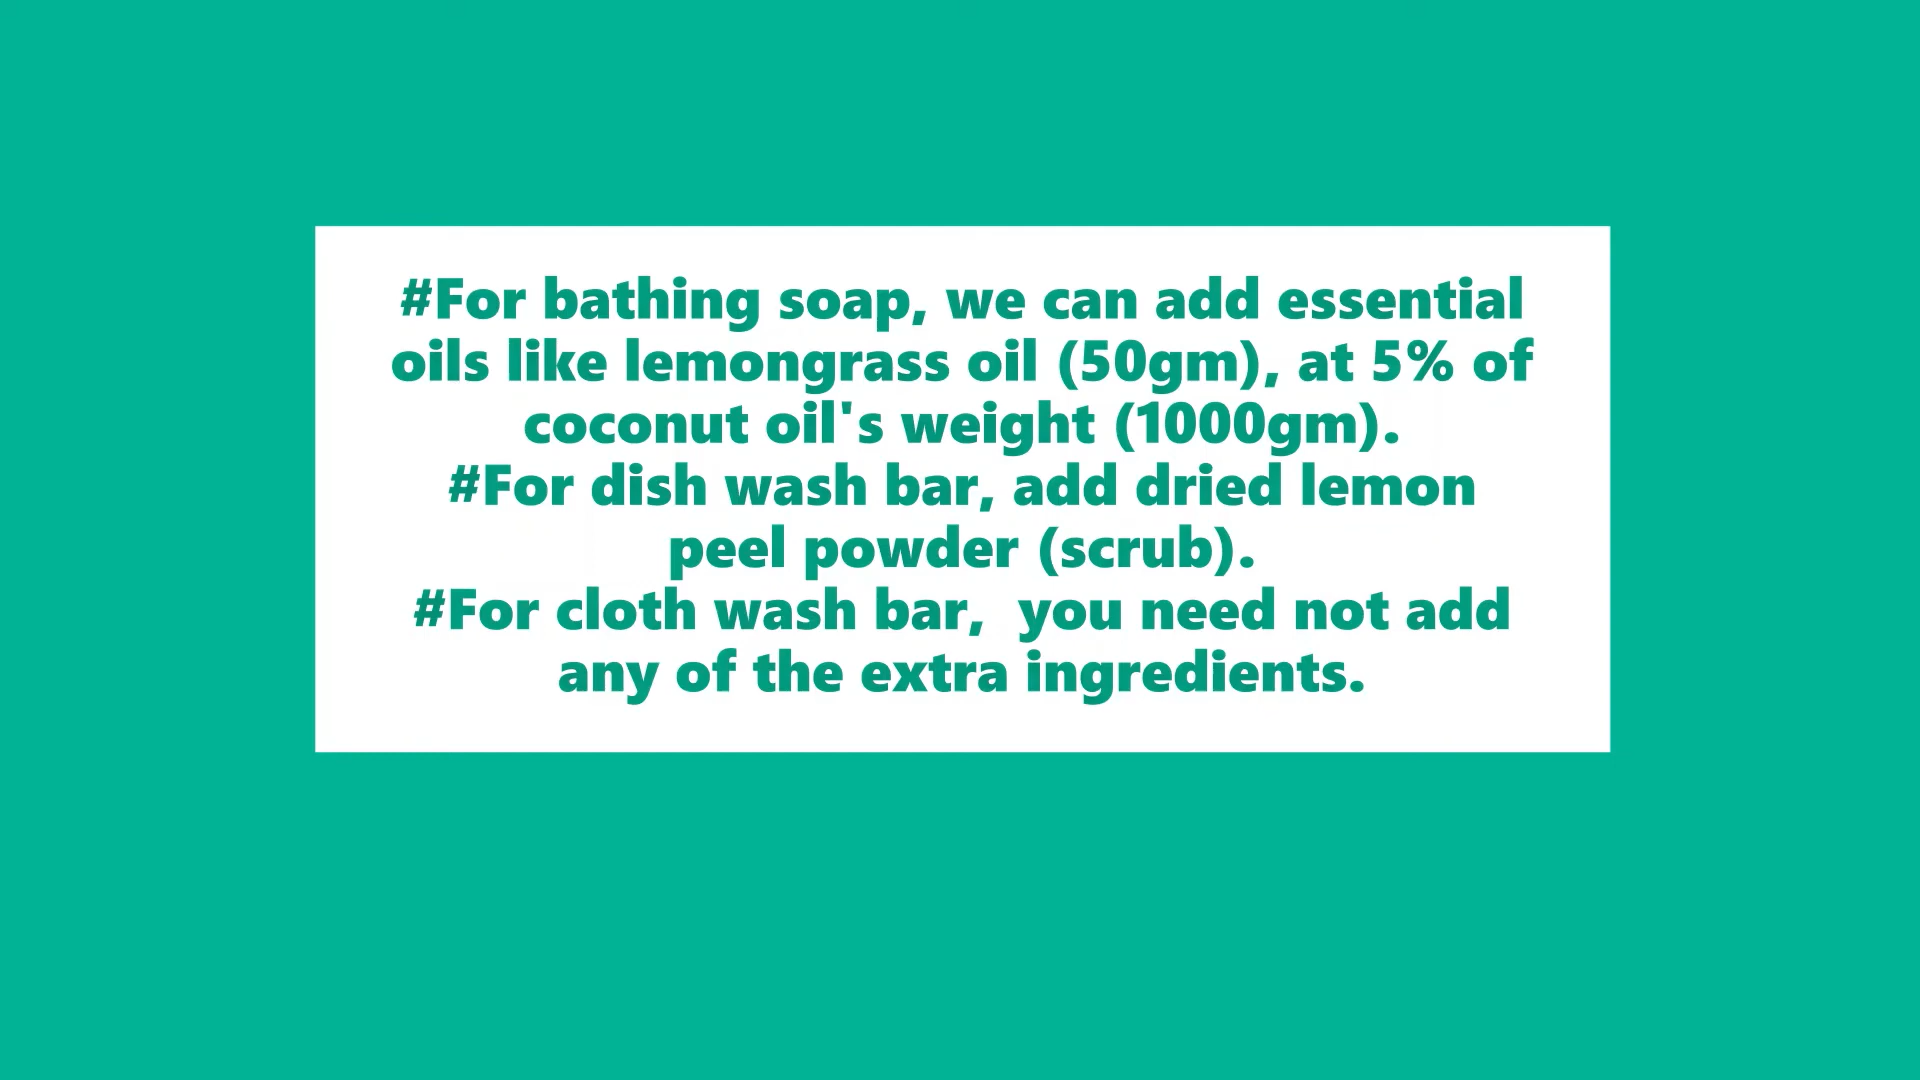 #For bathing soap, we can add essential
oils like lemongrass oil (50gm), at 5% of
coconut oil's weight (1000gm).
#For dish wash bar, add dried lemon
peel powder (scrub).
#For cloth wash bar,  you need not add
any of the extra ingredients.